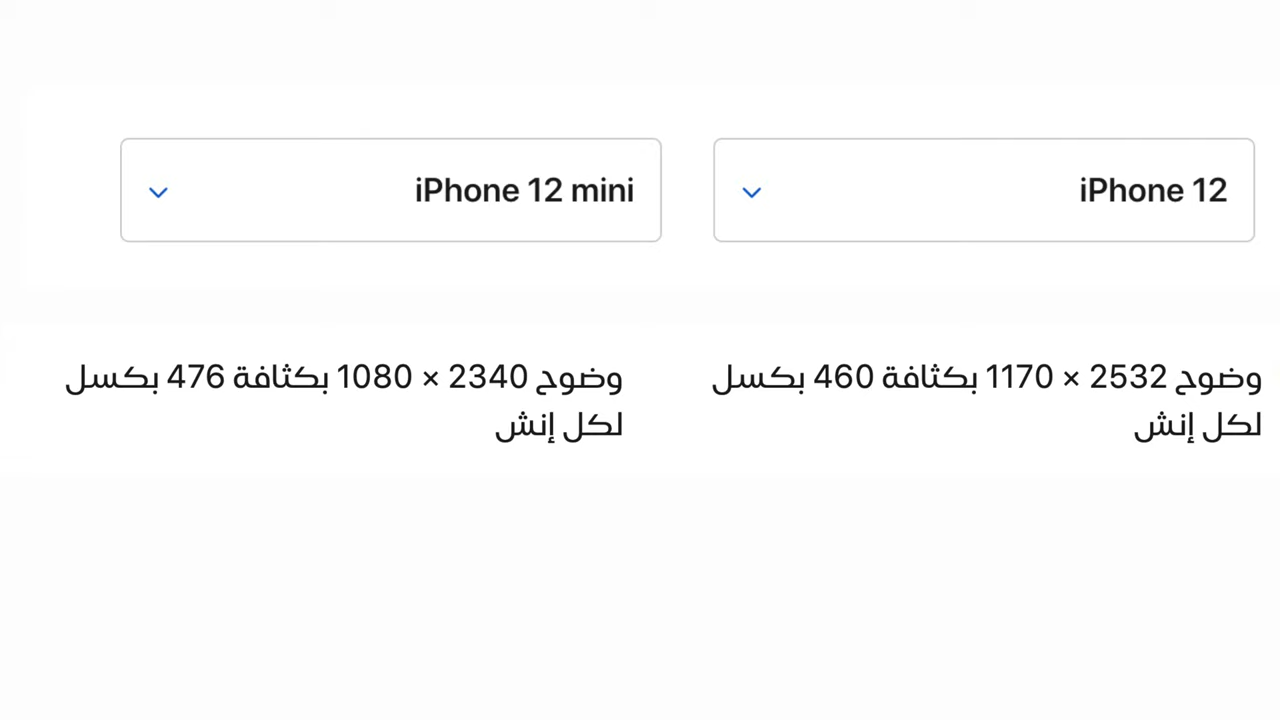 iPhone 12
iPhone 12 mini
وضوح 2532 × 1170 بكثافة 460 بكسل
لكل إنش
وضوح 2340 × 1080 بكثافة 476 بكسل
لكل إنش